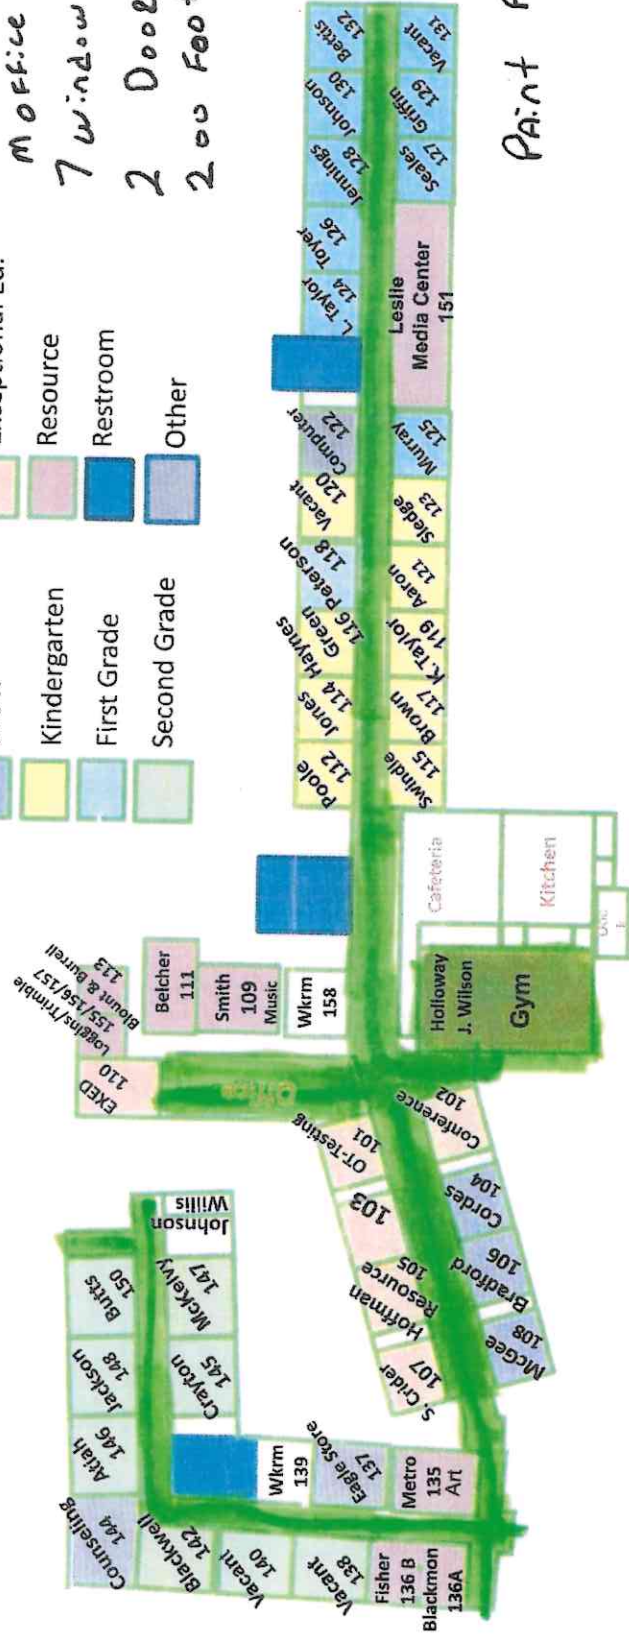 M office
7 window
2 Door
200 Foot
Resource
Restroom
Other
Kindergarten
First Grade
Second Grade
Paint
Butts
150
Jackson
148
Atiah
146
Counseling
144
Blackwell
142
Vacant
140
Vacant
138
Fisher
136 B
Blackmon
136A
Johnson
Willis
McKelvy
147
Crayton
145
Wkrm
139
Eagle Store
137
Metro
135
Art
EXED
110
Loggins/Trimble
155/156/157
Blount & Burrell
113
Belcher
111
Smith
109
Music
Wkrm
158
Office
OT-Testing
101
103
Hoffman
Resource
105
S. Crider
107
Conference
102
Cordes
104
Bradford
106
McGee
108
Holloway
J. Wilson
Gym
Cafeteria
Kitchen
Poole
112
Jones
114
Haynes
Green
116
Peterson
118
Vacant
120
Computer
122
L. Taylor
124
Toyer
126
Jennings
128
Johnson
130
Bettis
132
Swindle
115
Brown
117
K. Taylor
119
Aaron
121
Sledge
123
Murray
125
Leslie
Media Center
151
Seales
127
Griffin
129
Vacant
131